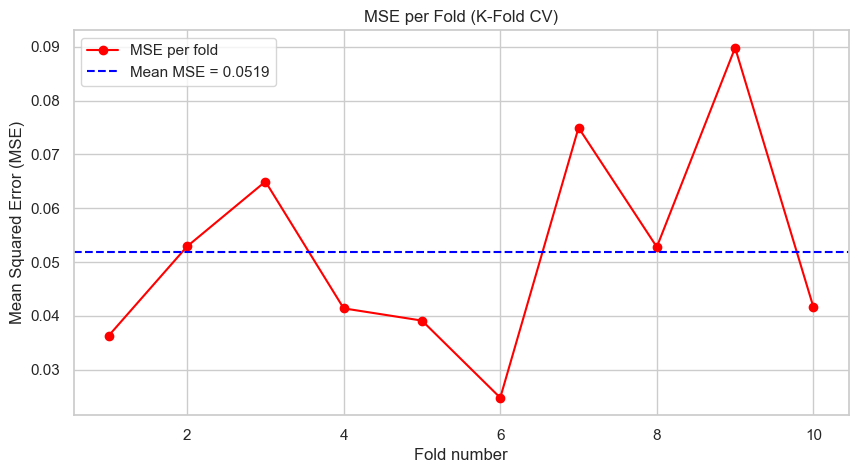 MSE per Fold (K-Fold CV)
MSE per fold
Mean MSE = 0.0519
Mean Squared Error (MSE)
0.09
0.08
0.07
0.06
0.05
0.04
0.03
2 4 6 8 10
Fold number